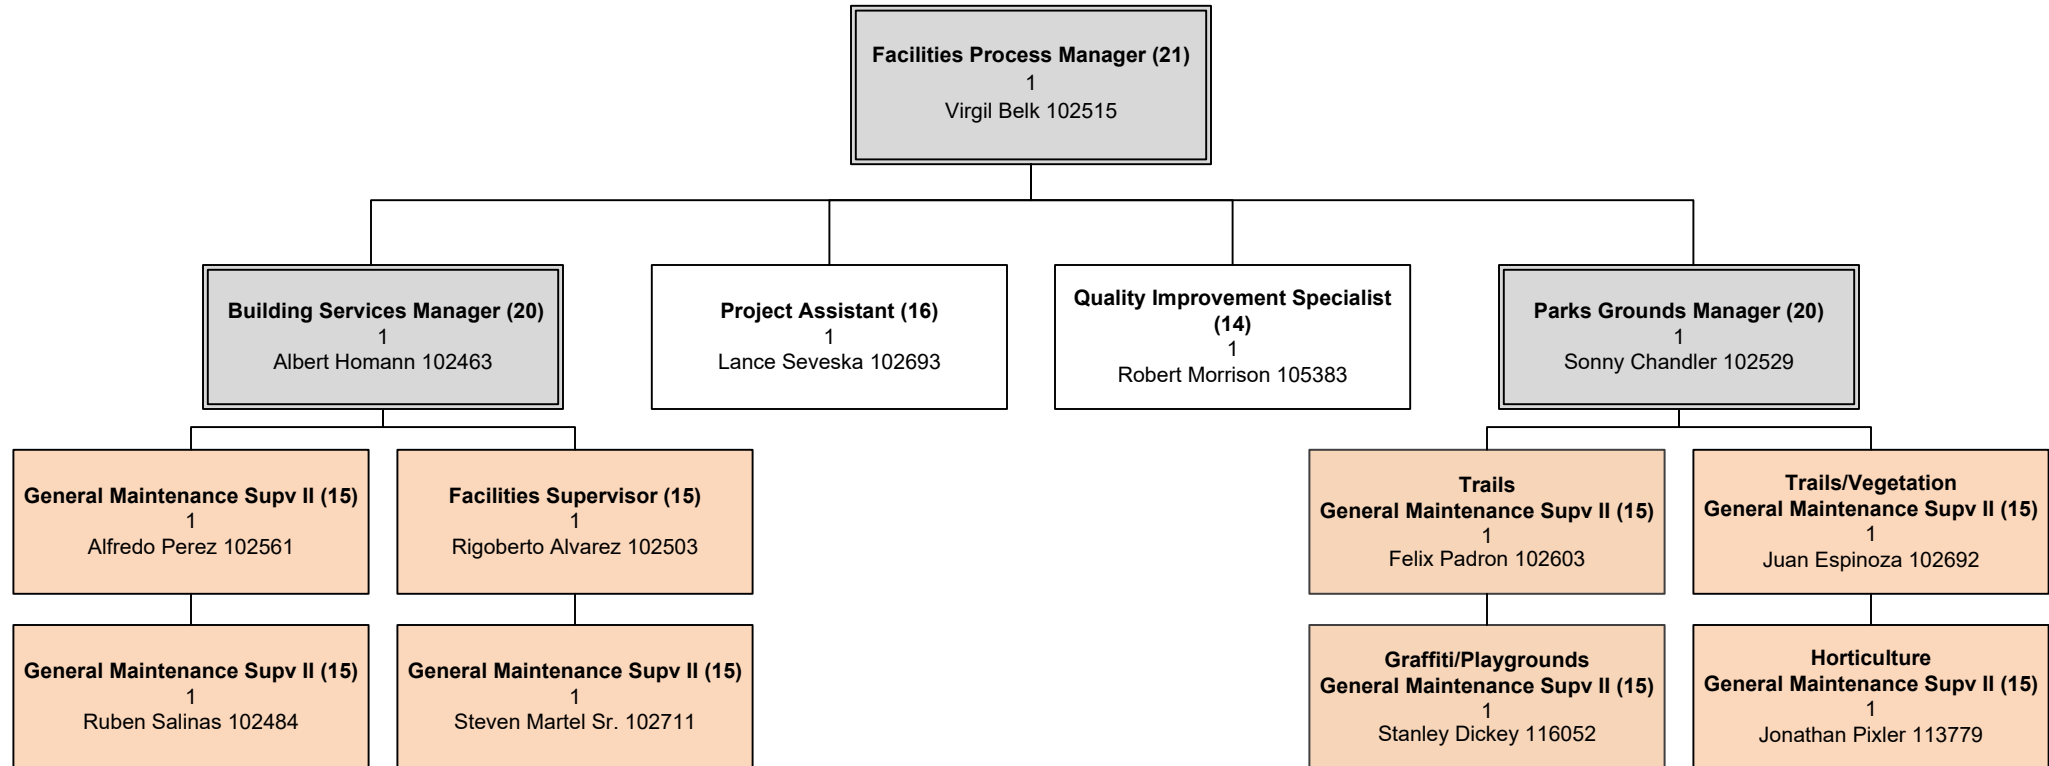 Facilities Process Manager (21)
1
Virgil Belk 102515
Building Services Manager (20)
1
Albert Homann 102463
Project Assistant (16)
1
Lance Seveska 102693
Quality Improvement Specialist
(14)
1
Robert Morrison 105383
Parks Grounds Manager (20)
1
Sonny Chandler 102529
General Maintenance Supv II (15)
1
Alfredo Perez 102561
Facilities Supervisor (15)
1
Rigoberto Alvarez 102503
Trails
General Maintenance Supv II (15)
1
Felix Padron 102603
Trails/Vegetation
General Maintenance Supv II (15)
1
Juan Espinoza 102692
General Maintenance Supv II (15)
1
Ruben Salinas 102484
General Maintenance Supv II (15)
1
Steven Martel Sr. 102711
Graffiti/Playgrounds
General Maintenance Supv II (15)
1
Stanley Dickey 116052
Horticulture
General Maintenance Supv II (15)
1
Jonathan Pixler 113779